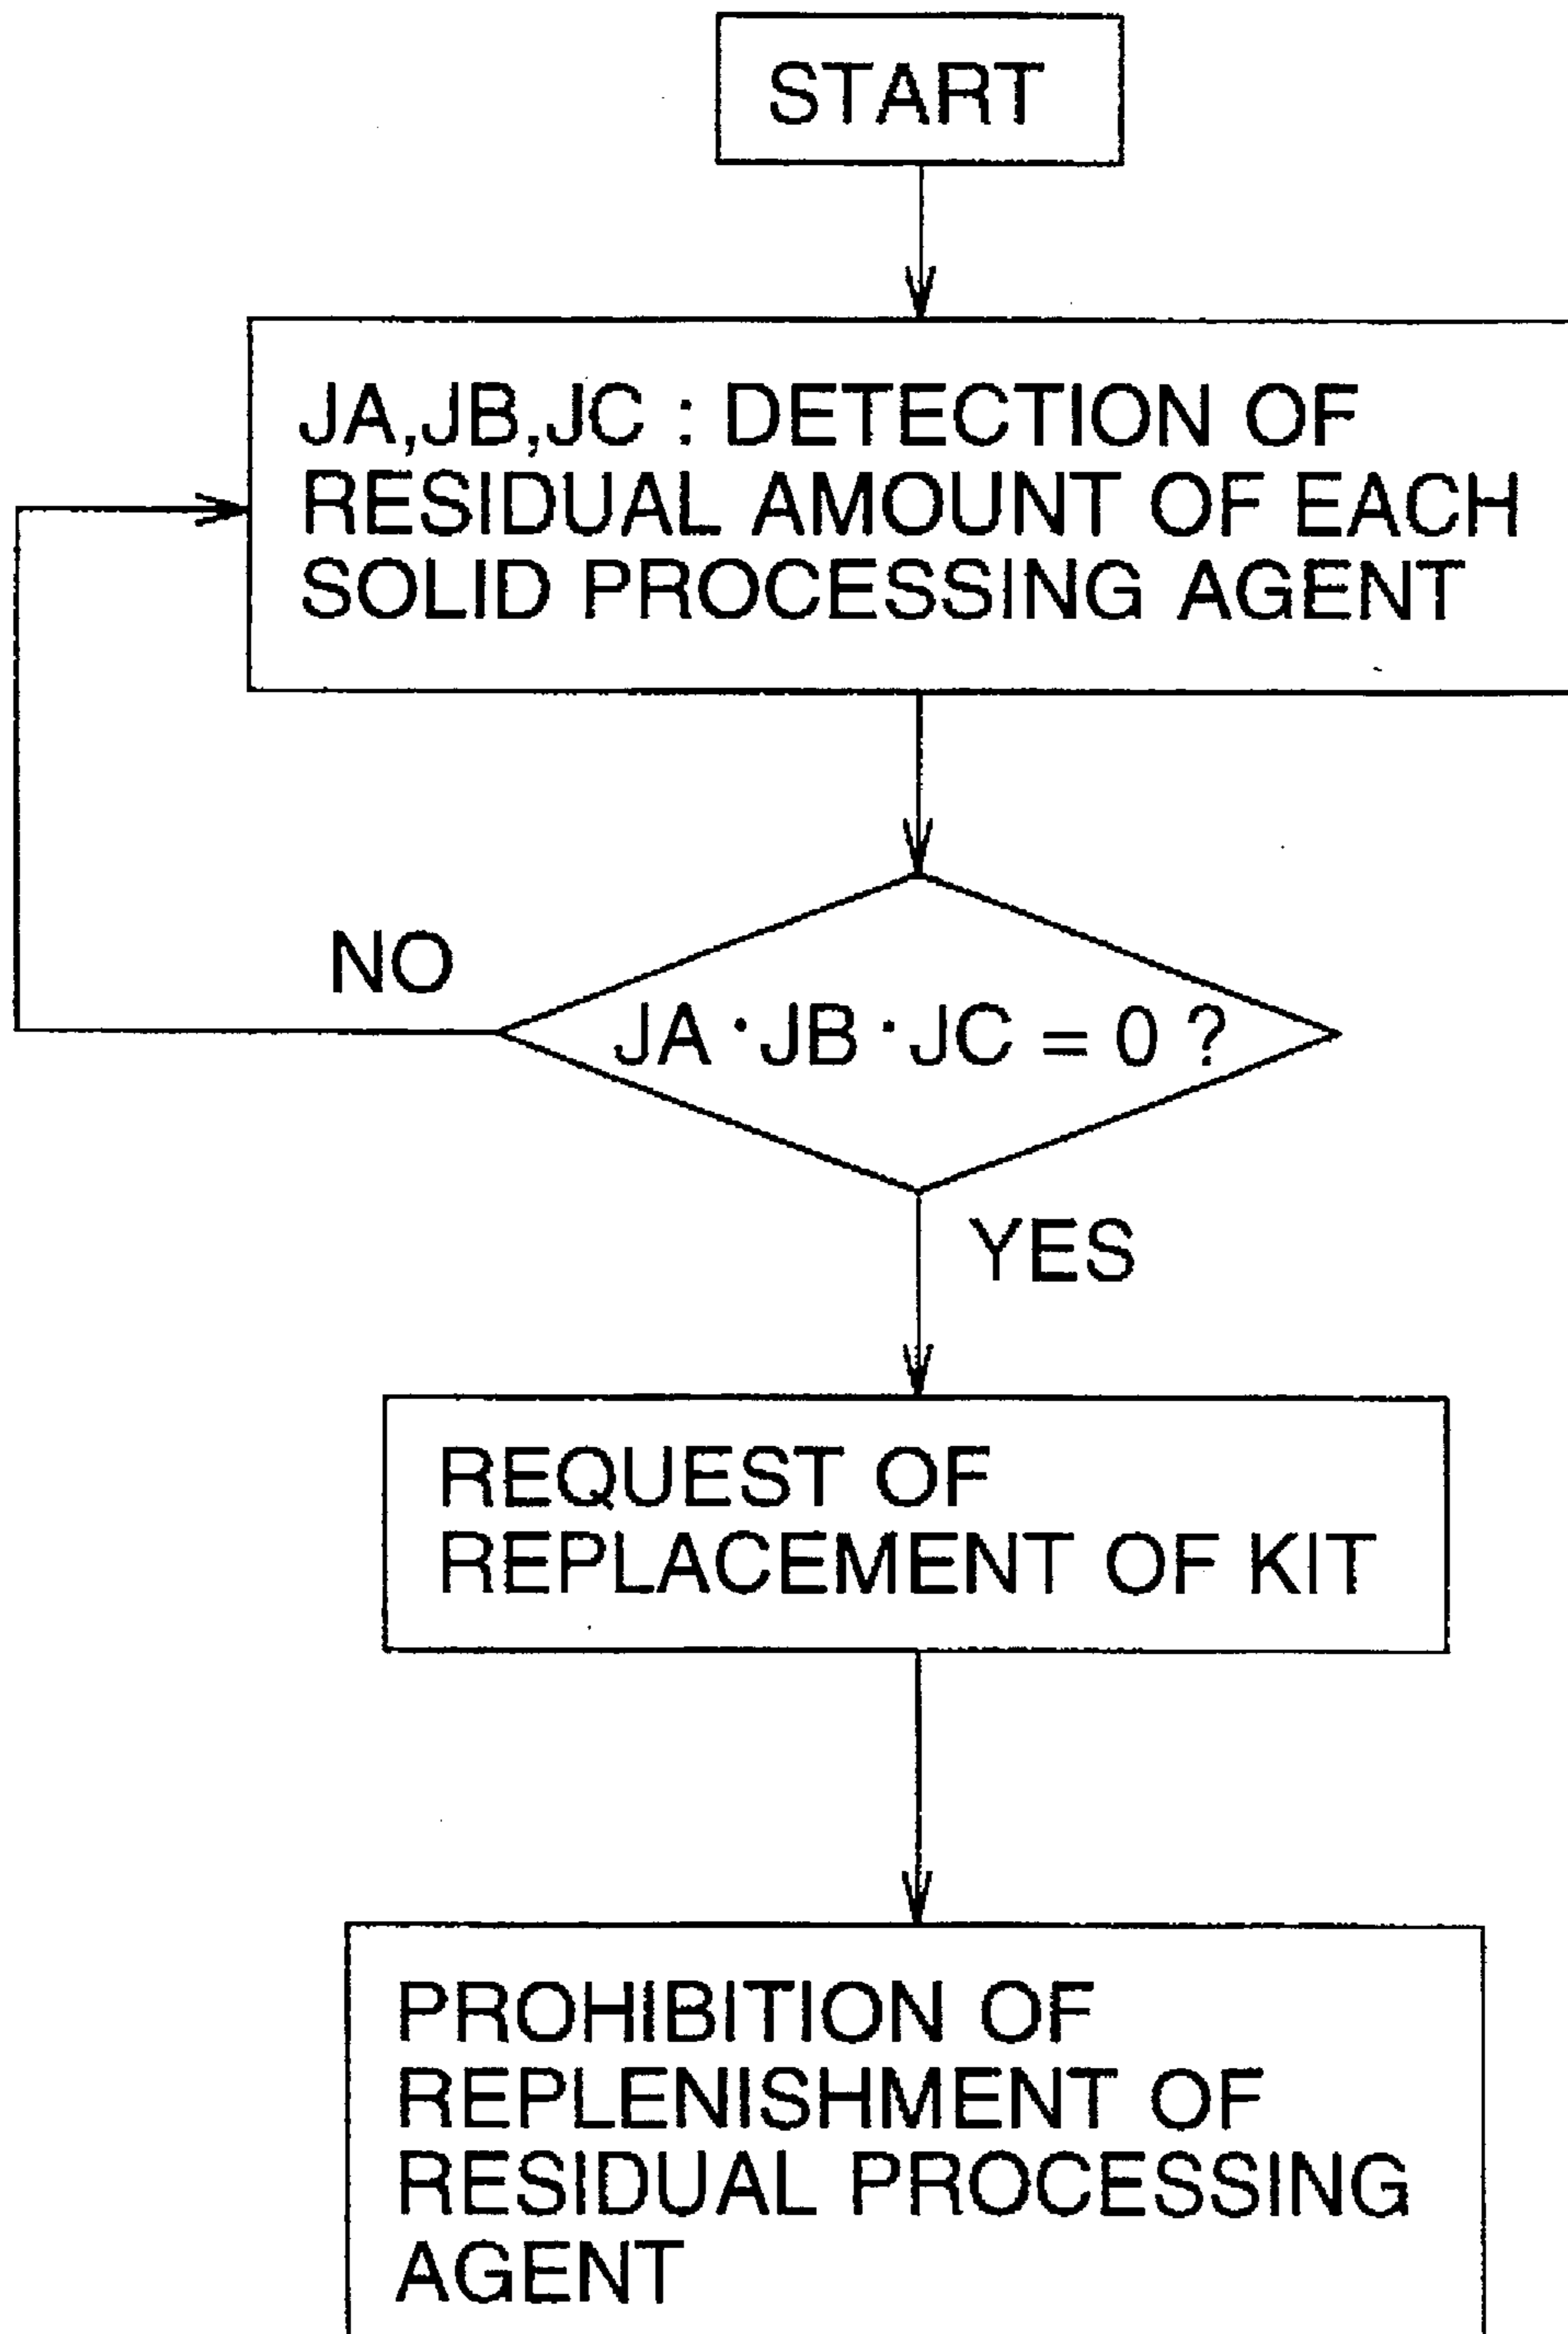 START
JA,JB,JC : DETECTION OF
RESIDUAL AMOUNT OF EACH
SOLID PROCESSING AGENT
NO
JA·JB·JC = 0 ?
YES
REQUEST OF
REPLACEMENT OF KIT
PROHIBITION OF
REPLENISHMENT OF
RESIDUAL PROCESSING
AGENT